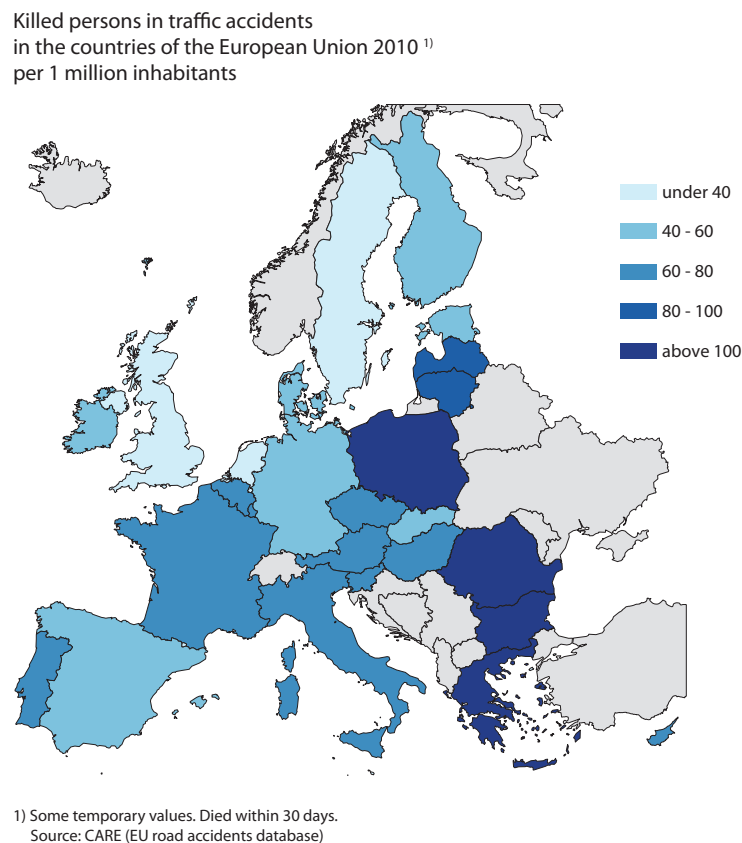 Killed persons in traffic accidents
in the countries of the European Union 2010 1)
per 1 million inhabitants
under 40
40 - 60
60 - 80
80 - 100
above 100
1) Some temporary values. Died within 30 days.
Source: CARE (EU road accidents database)